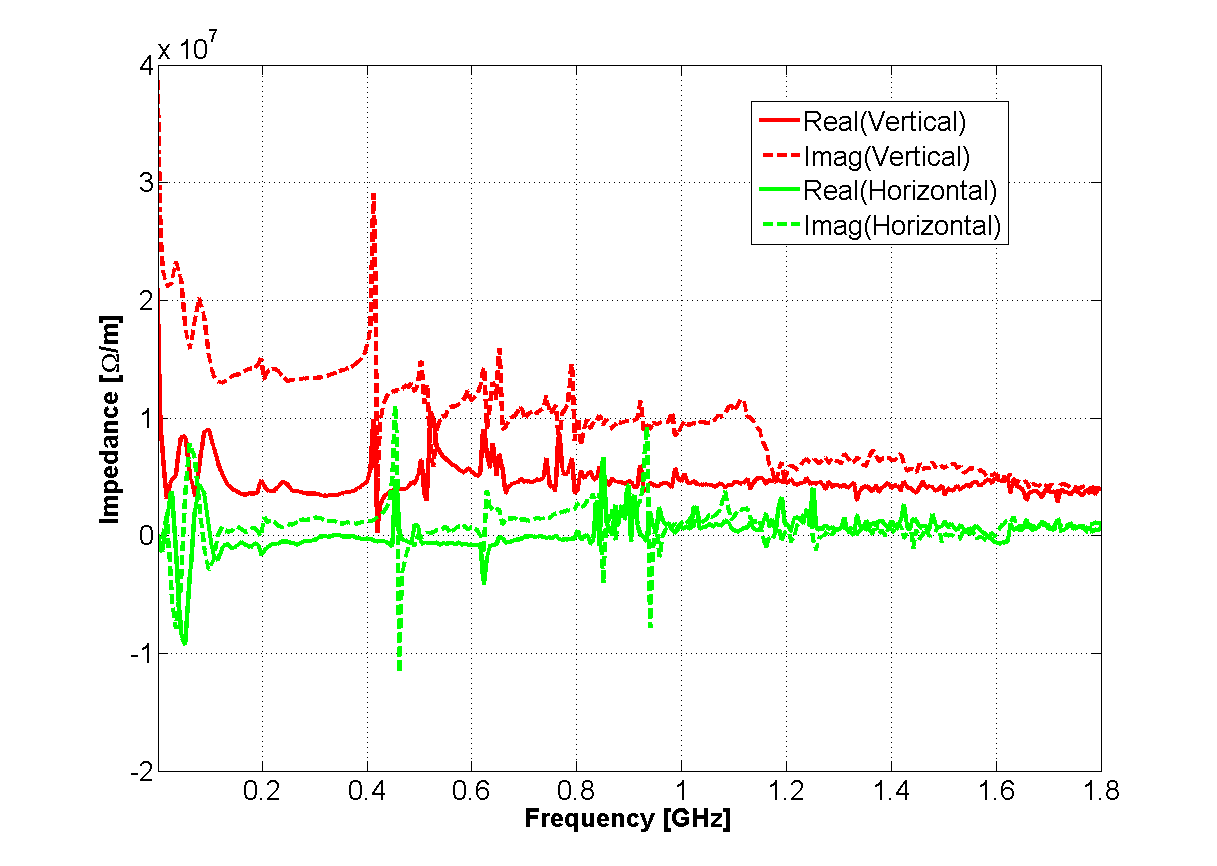 x 10^7
4
3
2
1
0
-1
-2
Impedance [Ω/m]
Real(Vertical)
Imag(Vertical)
Real(Horizontal)
Imag(Horizontal)
0.2 0.4 0.6 0.8 1 1.2 1.4 1.6 1.8
Frequency [GHz]